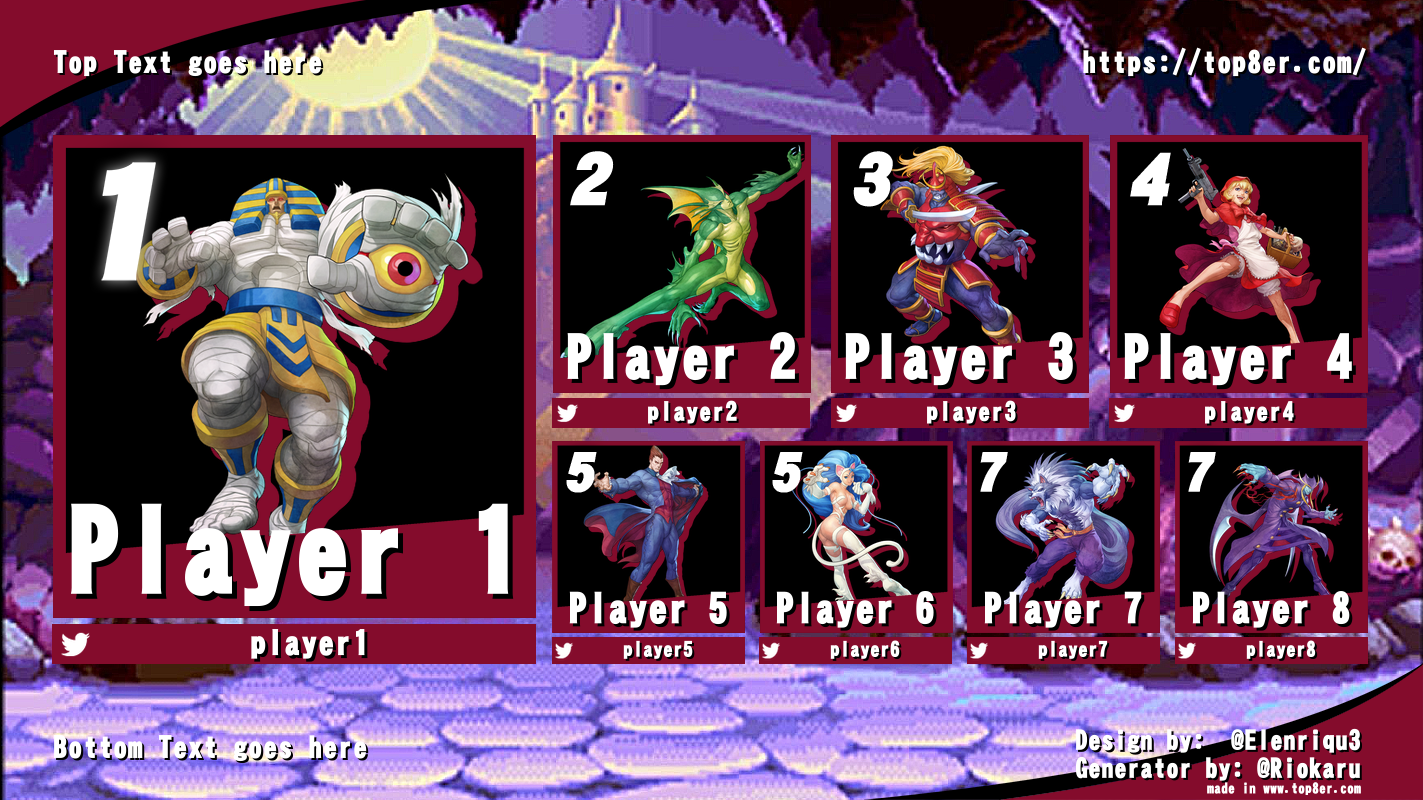 Top Text goes here
https://top8er.com/
1
Player 1
player1
2
Player 2
player2
3
Player 3
player3
4
Player 4
player4
5
Player 5
player5
5
Player 6
player6
7
Player 7
player7
7
Player 8
player8
Bottom Text goes here
Design by: @Elenriqu3
Generator by: @Riokaru
made in www.top8er.com